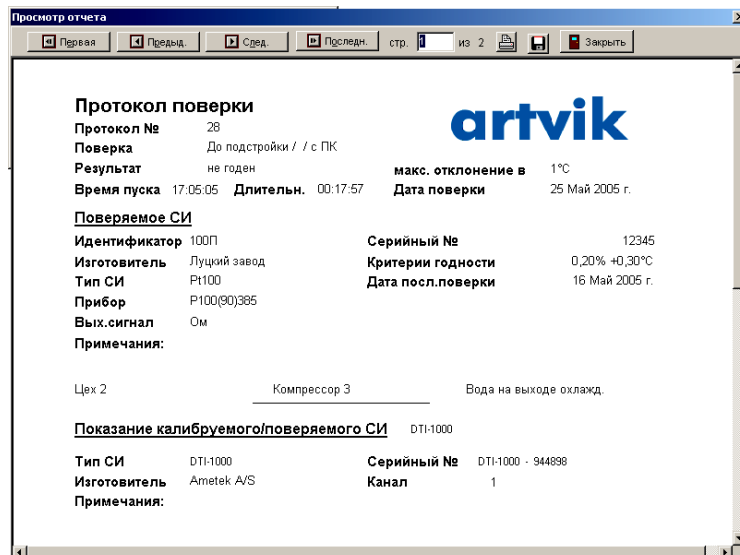 Просмотр отчета
Первая Предыд. След. Последн. стр. 1 из 2 Закрыть
Протокол поверки artvik
Протокол № 28
Поверка До подстройки / / с ПК
Результат не годен макс. отклонение в 1°C
Время пуска 17:05:05 Длительн. 00:17:57 Дата поверки 25 Май 2005 г.
Поверяемое СИ
Идентификатор 100П Серийный № 12345
Изготовитель Луцкий завод Критерии годности 0,20% +0,30°C
Тип СИ Pt100 Дата посл.поверки 16 Май 2005 г.
Прибор P100(90)385
Вых.сигнал Ом
Примечания:
Цех 2 Компрессор 3 Вода на выходе охлажд.
Показание калибруемого/поверяемого СИ DTI-1000
Тип СИ DTI-1000 Серийный № DTI-1000 - 944898
Изготовитель Ametek A/S Канал 1
Примечания: